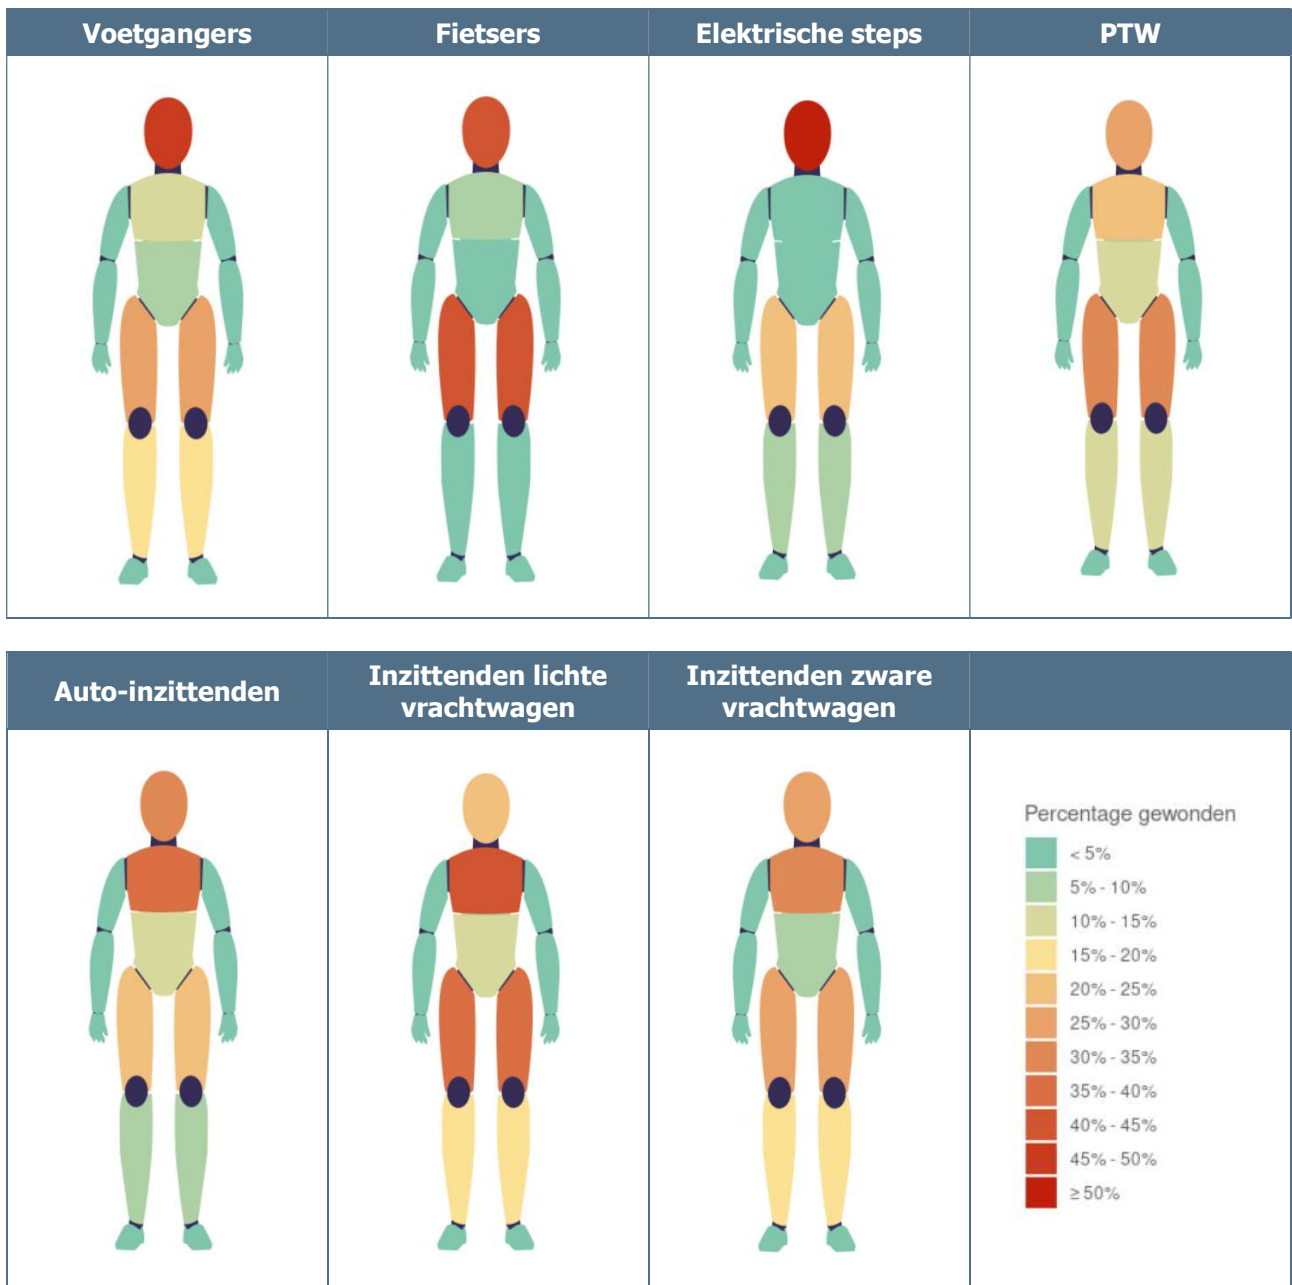 Voetgangers
Fietsers
Elektrische steps
PTW
Auto-inzittenden
Inzittenden lichte
vrachtwagen
Inzittenden zware
vrachtwagen
Percentage gewonden
< 5%
5% - 10%
10% - 15%
15% - 20%
20% - 25%
25% - 30%
30% - 35%
35% - 40%
40% - 45%
45% - 50%
≥ 50%